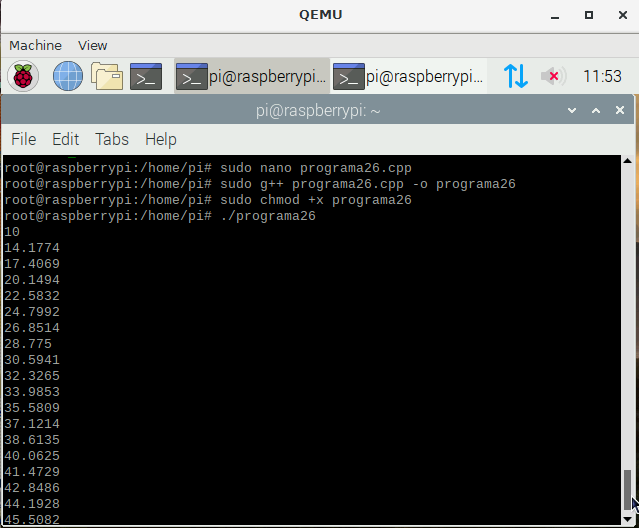 QEMU
Machine View
pi@raspberrypi... pi@raspberrypi... 11:53
pi@raspberrypi: ~
File Edit Tabs Help
root@raspberrypi:/home/pi# sudo nano programa26.cpp
root@raspberrypi:/home/pi# sudo g++ programa26.cpp -o programa26
root@raspberrypi:/home/pi# sudo chmod +x programa26
root@raspberrypi:/home/pi# ./programa26
10
14.1774
17.4069
20.1494
22.5832
24.7992
26.8514
28.775
30.5941
32.3265
33.9853
35.5809
37.1214
38.6135
40.0625
41.4729
42.8486
44.1928
45.5082